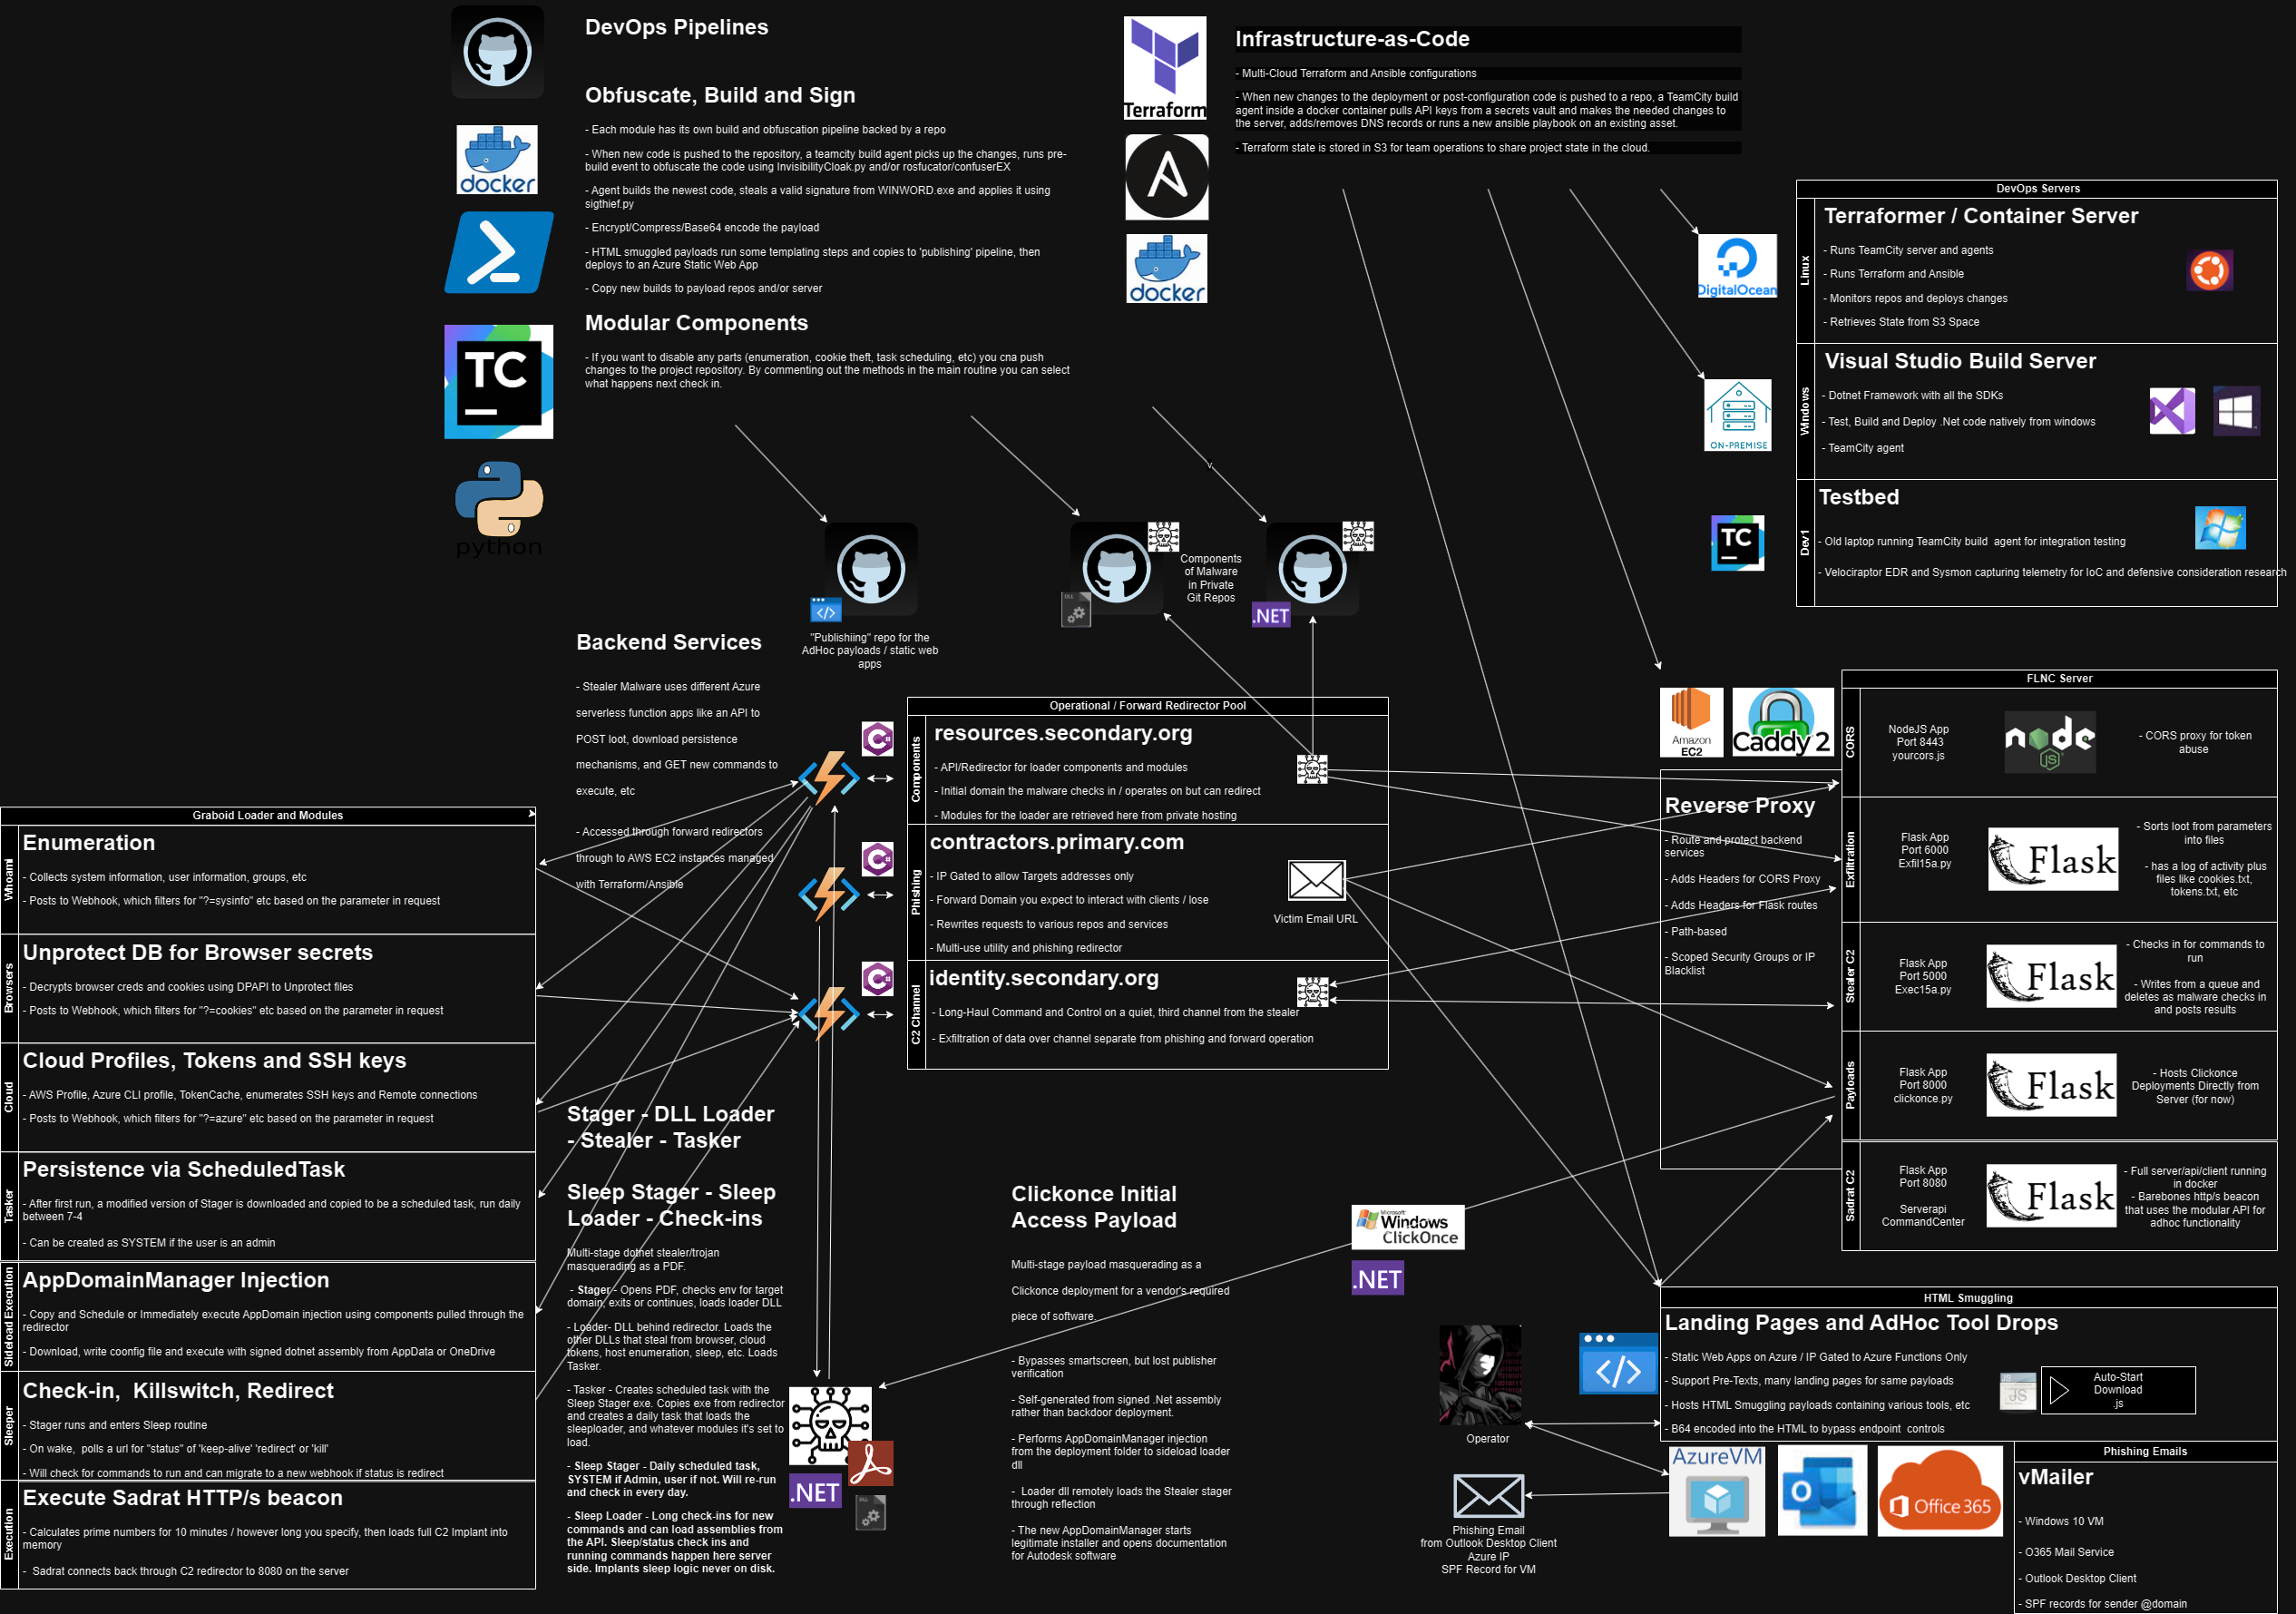 DevOps Pipelines
Obfuscate, Build and Sign
- Each module has its own build and obfuscation pipeline backed by a repo
- When new code is pushed to the repository, a teamcity build agent picks up the changes, runs pre-
build event to obfuscate the code using InvisibilityCloak.py and/or rosfucator/confuserEX
- Agent builds the newest code, steals a valid signature from WINWORD.exe and applies it using
sigthief.py
- Encrypt/Compress/Base64 encode the payload
- HTML smuggled payloads run some templating steps and copies to 'publishing' pipeline, then
deploys to an Azure Static Web App
- Copy new builds to payload repos and/or server
Modular Components
- If you want to disable any parts (enumeration, cookie theft, task scheduling, etc) you cna push
changes to the project repository. By commenting out the methods in the main routine you can select
what happens next check in.
docker
TC
python
Terraform
docker
Infrastructure-as-Code
- Multi-Cloud Terraform and Ansible configurations
- When new changes to the deployment or post-configuration code is pushed to a repo, a TeamCity build
agent inside a docker container pulls API keys from a secrets vault and makes the needed changes to
the server, adds/removes DNS records or runs a new ansible playbook on an existing asset.
- Terraform state is stored in S3 for team operations to share project state in the cloud.
DigitalOcean
ON-PREMISE
TC
DevOps Servers
Linux
Terraformer / Container Server
- Runs TeamCity server and agents
- Runs Terraform and Ansible
- Monitors repos and deploys changes
- Retrieves State from S3 Space
Windows
Visual Studio Build Server
- Dotnet Framework with all the SDKs
- Test, Build and Deploy .Net code natively from windows
- TeamCity agent
Dev1
Testbed
- Old laptop running TeamCity build agent for integration testing
- Velociraptor EDR and Sysmon capturing telemetry for IoC and defensive consideration research
v
"Publishiing" repo for the
AdHoc payloads / static web
apps
DLL
Components
of Malware
in Private
Git Repos
.NET
Backend Services
- Stealer Malware uses different Azure
serverless function apps like an API to
POST loot, download persistence
mechanisms, and GET new commands to
execute, etc
- Accessed through forward redirectors
through to AWS EC2 instances managed
with Terraform/Ansible
C#
C#
C#
Operational / Forward Redirector Pool
Components
resources.secondary.org
- API/Redirector for loader components and modules
- Initial domain the malware checks in / operates on but can redirect
- Modules for the loader are retrieved here from private hosting
Phishing
contractors.primary.com
- IP Gated to allow Targets addresses only
- Forward Domain you expect to interact with clients / lose
- Rewrites requests to various repos and services
- Multi-use utility and phishing redirector
Victim Email URL
C2 Channel
identity.secondary.org
- Long-Haul Command and Control on a quiet, third channel from the stealer
- Exfiltration of data over channel separate from phishing and forward operation
Amazon
EC2
Caddy 2
Reverse Proxy
- Route and protect backend
services
- Adds Headers for CORS Proxy
- Adds Headers for Flask routes
- Path-based
- Scoped Security Groups or IP
Blacklist
FLNC Server
CORS
NodeJS App
Port 8443
yourcors.js
node
JS
- CORS proxy for token
abuse
Exfiltration
Flask App
Port 6000
Exfil15a.py
Flask
- Sorts loot from parameters
into files
- has a log of activity plus
files like cookies.txt,
tokens.txt, etc
Stealer C2
Flask App
Port 5000
Exec15a.py
Flask
- Checks in for commands to
run
- Writes from a queue and
deletes as malware checks in
and posts results
Payloads
Flask App
Port 8000
clickonce.py
Flask
- Hosts Clickonce
Deployments Directly from
Server (for now)
Sadrat C2
Flask App
Port 8080
Serverapi
CommandCenter
Flask
- Full server/api/client running
in docker
- Barebones http/s beacon
that uses the modular API for
adhoc functionality
Graboid Loader and Modules
Whoami
Enumeration
- Collects system information, user information, groups, etc
- Posts to Webhook, which filters for "?=sysinfo" etc based on the parameter in request
Browsers
Unprotect DB for Browser secrets
- Decrypts browser creds and cookies using DPAPI to Unprotect files
- Posts to Webhook, which filters for "?=cookies" etc based on the parameter in request
Cloud
Cloud Profiles, Tokens and SSH keys
- AWS Profile, Azure CLI profile, TokenCache, enumerates SSH keys and Remote connections
- Posts to Webhook, which filters for "?=azure" etc based on the parameter in request
Tasker
Persistence via ScheduledTask
- After first run, a modified version of Stager is downloaded and copied to be a scheduled task, run daily
between 7-4
- Can be created as SYSTEM if the user is an admin
Sideload Execution
AppDomainManager Injection
- Copy and Schedule or Immediately execute AppDomain injection using components pulled through the
redirector
- Download, write coonfig file and execute with signed dotnet assembly from AppData or OneDrive
Sleeper
Check-in, Killswitch, Redirect
- Stager runs and enters Sleep routine
- On wake, polls a url for "status" of 'keep-alive' 'redirect' or 'kill'
- Will check for commands to run and can migrate to a new webhook if status is redirect
Execution
Execute Sadrat HTTP/s beacon
- Calculates prime numbers for 10 minutes / however long you specify, then loads full C2 Implant into
memory
- Sadrat connects back through C2 redirector to 8080 on the server
Stager - DLL Loader
- Stealer - Tasker
Sleep Stager - Sleep
Loader - Check-ins
Multi-stage dotnet stealer/trojan
masquerading as a PDF.
- Stager - Opens PDF, checks env for target
domain, exits or continues, loads loader DLL
- Loader- DLL behind redirector. Loads the
other DLLs that steal from browser, cloud
tokens, host enumeration, sleep, etc. Loads
Tasker.
- Tasker - Creates scheduled task with the
Sleep Stager exe. Copies exe from redirector
and creates a daily task that loads the
sleeploader, and whatever modules it's set to
load.
- Sleep Stager - Daily scheduled task,
SYSTEM if Admin, user if not. Will re-run
and check in every day.
- Sleep Loader - Long check-ins for new
commands and can load assemblies from
the API. Sleep/status check ins and
running commands happen here server
side. Implants sleep logic never on disk.
.NET
DLL
Clickonce Initial
Access Payload
Multi-stage payload masquerading as a
Clickonce deployment for a vendor's required
piece of software.
- Bypasses smartscreen, but lost publisher
verification
- Self-generated from signed .Net assembly
rather than backdoor deployment.
- Performs AppDomainManager injection
from the deployment folder to sideload loader
dll
- Loader dll remotely loads the Stealer stager
through reflection
- The new AppDomainManager starts
legitimate installer and opens documentation
for Autodesk software
Microsoft
Windows
ClickOnce
.NET
Operator
Phishing Email
from Outlook Desktop Client
Azure IP
SPF Record for VM
HTML Smuggling
Landing Pages and AdHoc Tool Drops
- Static Web Apps on Azure / IP Gated to Azure Functions Only
- Support Pre-Texts, many landing pages for same payloads
- Hosts HTML Smuggling payloads containing various tools, etc
- B64 encoded into the HTML to bypass endpoint controls
JS
Auto-Start
Download
.js
AzureVM
Office 365
Phishing Emails
vMailer
- Windows 10 VM
- O365 Mail Service
- Outlook Desktop Client
- SPF records for sender @domain